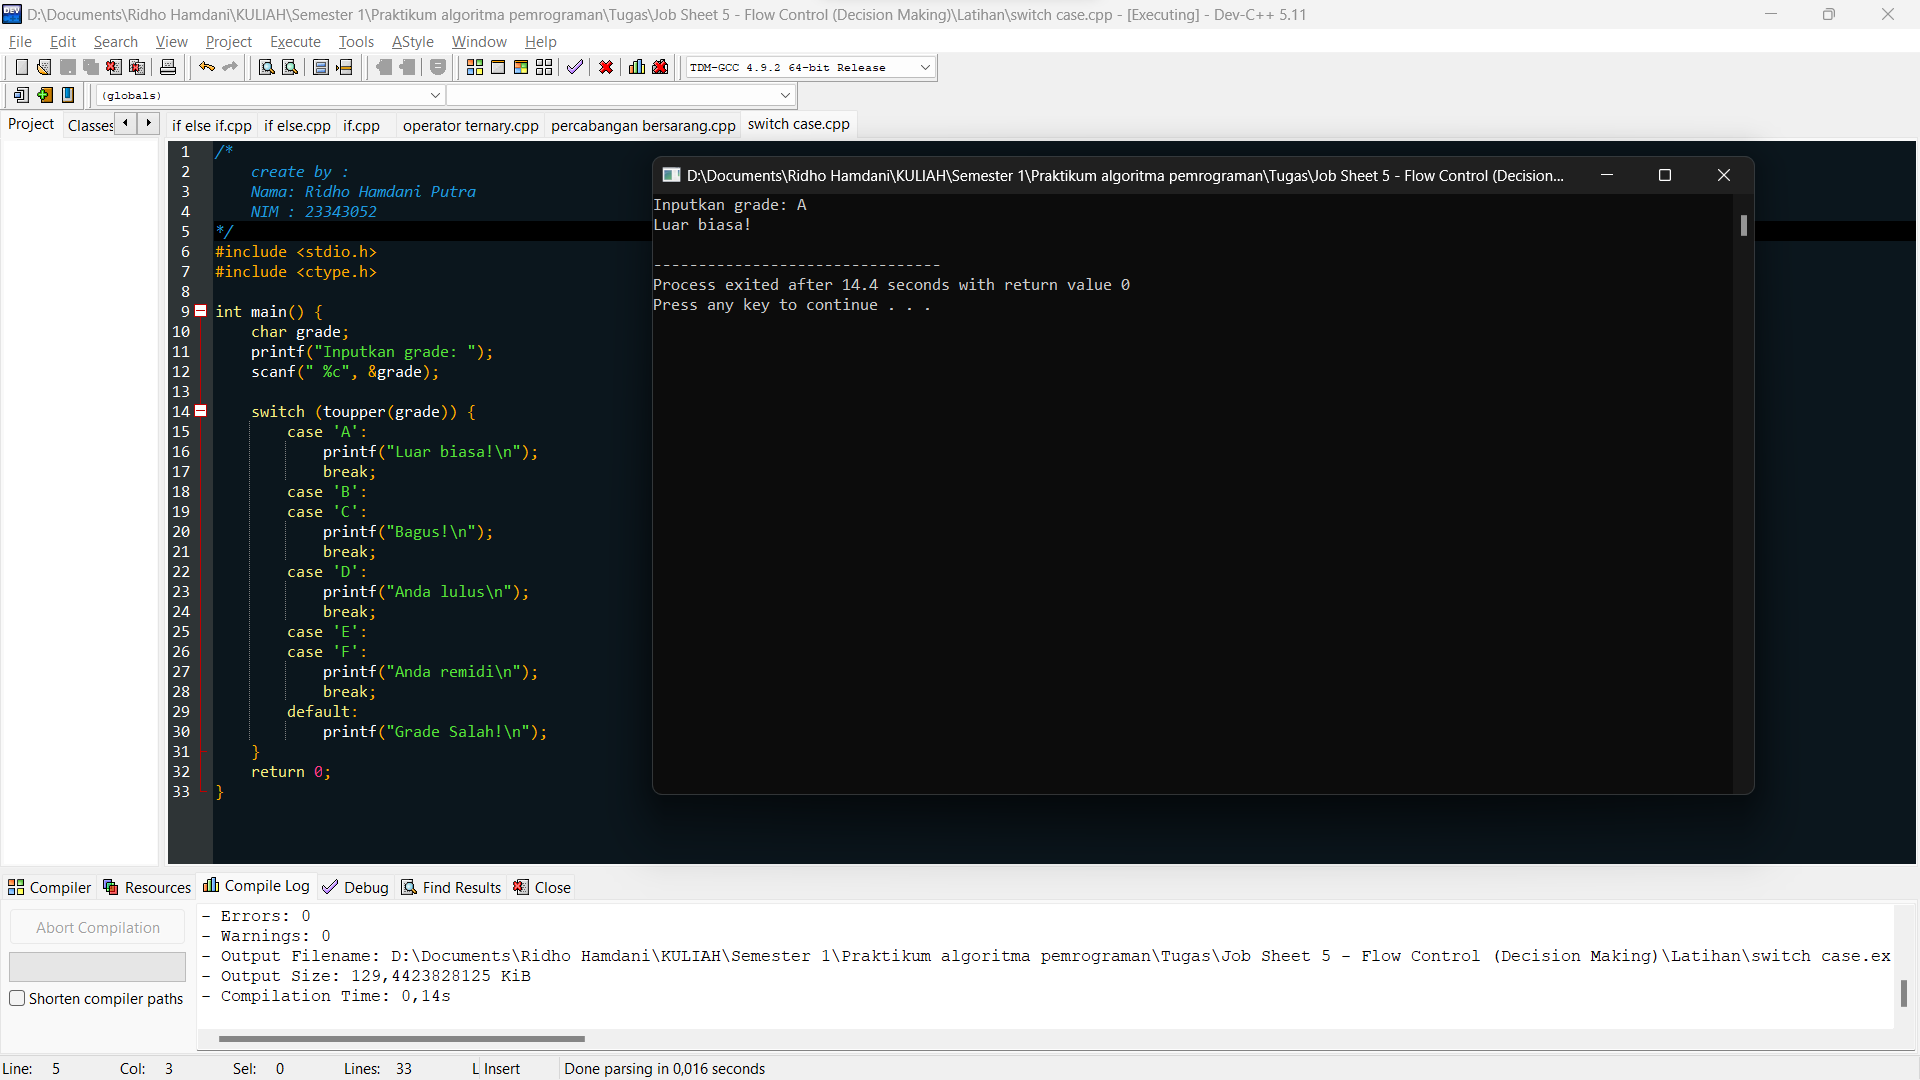 D:\Documents\Ridho Hamdani\KULIAH\Semester 1\Praktikum algoritma pemrograman\Tugas\Job Sheet 5 - Flow Control (Decision Making)\Latihan\switch case.cpp - [Executing] - Dev-C++ 5.11
File Edit Search View Project Execute Tools AStyle Window Help
TDM-GCC 4.9.2 64-bit Release
(globals)
Project Classes if else if.cpp if else.cpp if.cpp operator ternary.cpp percabangan bersarang.cpp switch case.cpp
1 /*
2 create by :
3 Nama: Ridho Hamdani Putra
4 NIM : 23343052
5 */
6 #include <stdio.h>
7 #include <ctype.h>
8
9 int main() {
10 char grade;
11 printf("Inputkan grade: ");
12 scanf(" %c", &grade);
13
14 switch (toupper(grade)) {
15 case 'A':
16 printf("Luar biasa!\n");
17 break;
18 case 'B':
19 case 'C':
20 printf("Bagus!\n");
21 break;
22 case 'D':
23 printf("Anda lulus\n");
24 break;
25 case 'E':
26 case 'F':
27 printf("Anda remidi\n");
28 break;
29 default:
30 printf("Grade Salah!\n");
31 }
32 return 0;
33 }
D:\Documents\Ridho Hamdani\KULIAH\Semester 1\Praktikum algoritma pemrograman\Tugas\Job Sheet 5 - Flow Control (Decision...
Inputkan grade: A
Luar biasa!
--------------------------------
Process exited after 14.4 seconds with return value 0
Press any key to continue . . .
Compiler Resources Compile Log Debug Find Results Close
Abort Compilation
Shorten compiler paths
- Errors: 0
- Warnings: 0
- Output Filename: D:\Documents\Ridho Hamdani\KULIAH\Semester 1\Praktikum algoritma pemrograman\Tugas\Job Sheet 5 - Flow Control (Decision Making)\Latihan\switch case.ex
- Output Size: 129,4423828125 KiB
- Compilation Time: 0,14s
Line: 5 Col: 3 Sel: 0 Lines: 33 L Insert Done parsing in 0,016 seconds